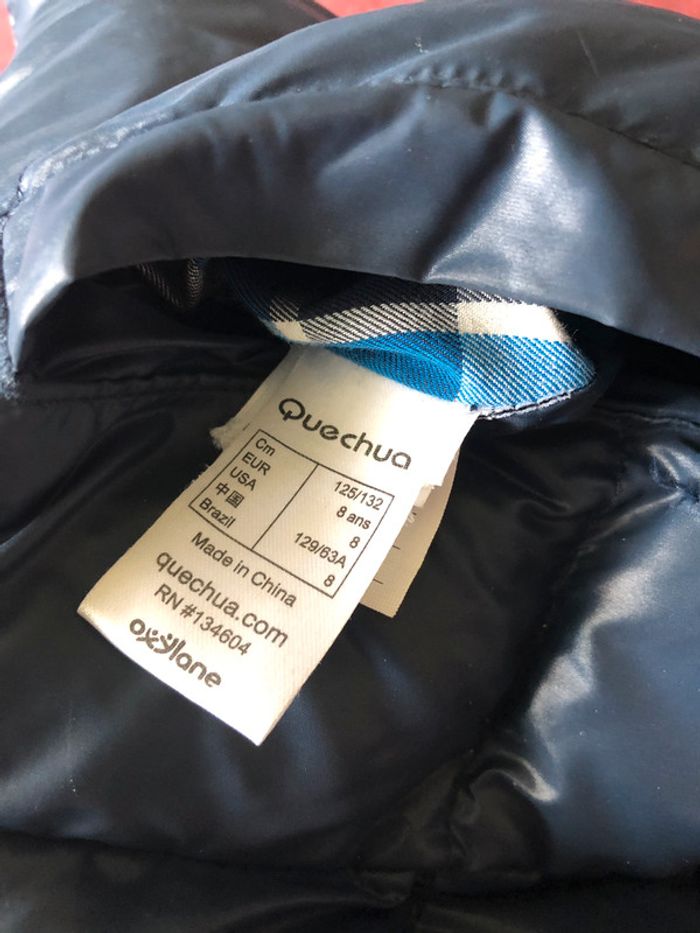 Quechua
Cm 125/132
EUR 8 ans
USA 8
中国 129/63A
Brazil 8
Made in China
quechua.com
RN #134604
oxylane